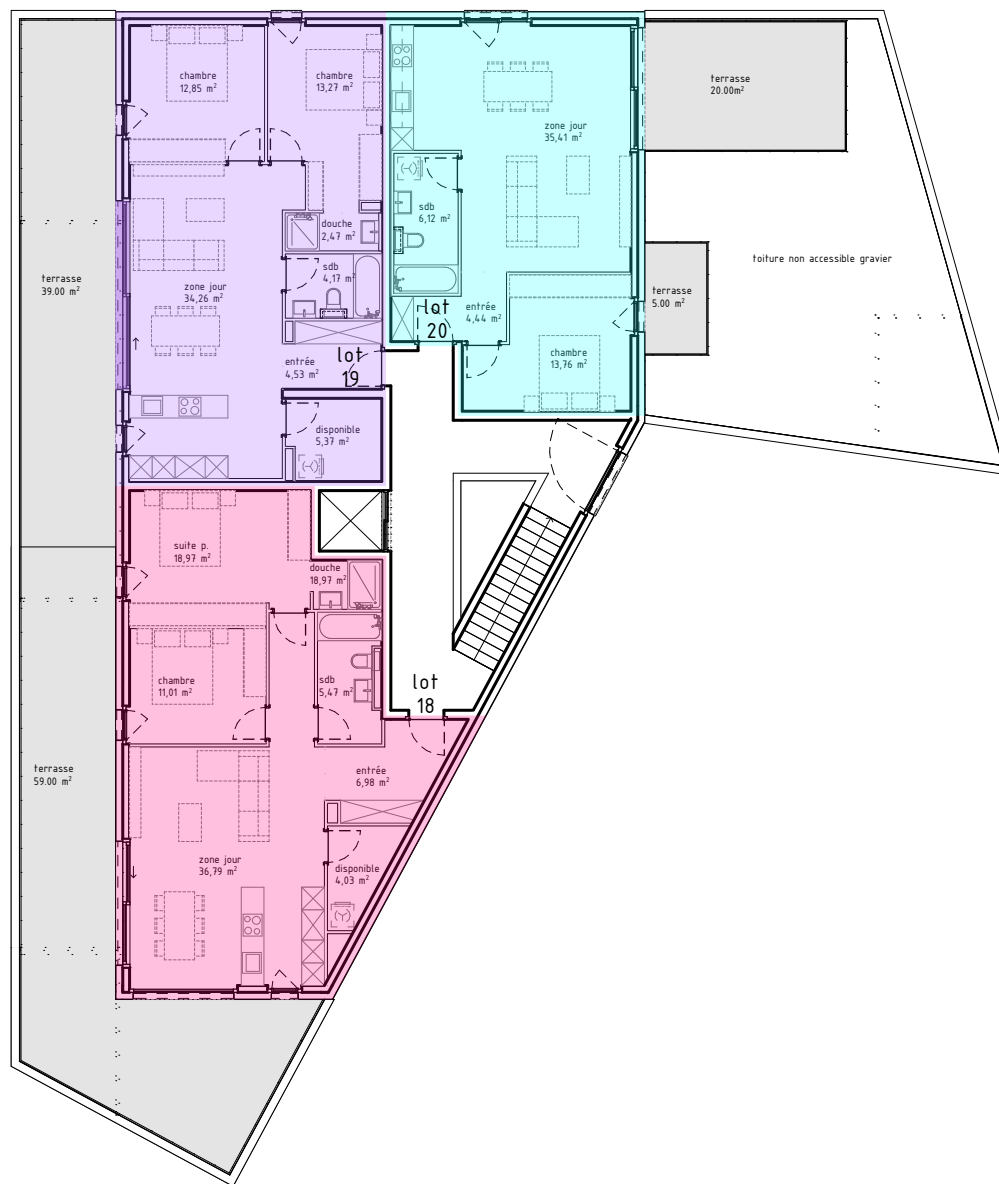 chambre
12,85 m²
chambre
13,27 m²
terrasse
20.00m²
zone jour
35,41 m²
sdb
6,12 m²
douche
2,47 m²
toiture non accessible gravier
terrasse
39.00 m²
sdb
4,17 m²
zone jour
34,26 m²
terrasse
5.00 m²
lot
20
entrée
4,44 m²
lot
19
entrée
4,53 m²
chambre
13,76 m²
disponible
5,37 m²
suite p.
18,97 m²
douche
18,97 m²
chambre
11,01 m²
sdb
5,47 m²
lot
18
terrasse
59.00 m²
entrée
6,98 m²
zone jour
36,79 m²
disponible
4,03 m²